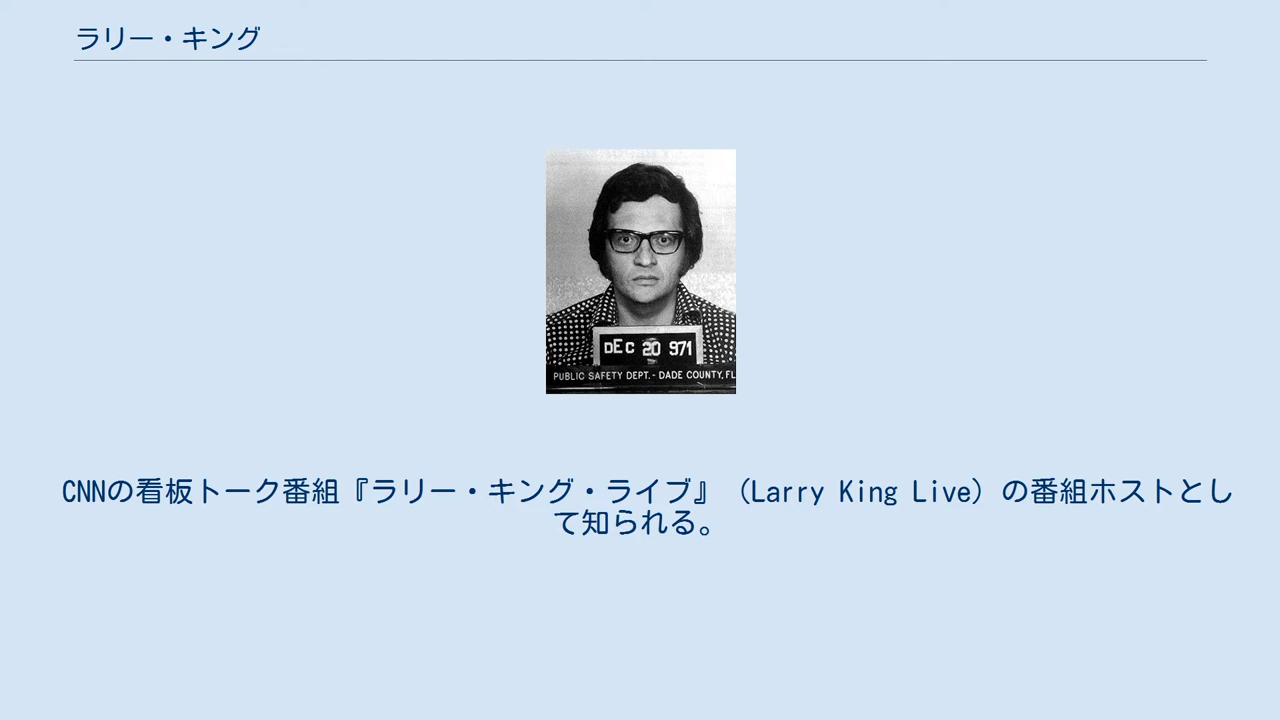 ラリー・キング
DEC 20 971
PUBLIC SAFETY DEPT. - DADE COUNTY, FL
CNNの看板トーク番組『ラリー・キング・ライブ』（Larry King Live）の番組ホストとし
て知られる。